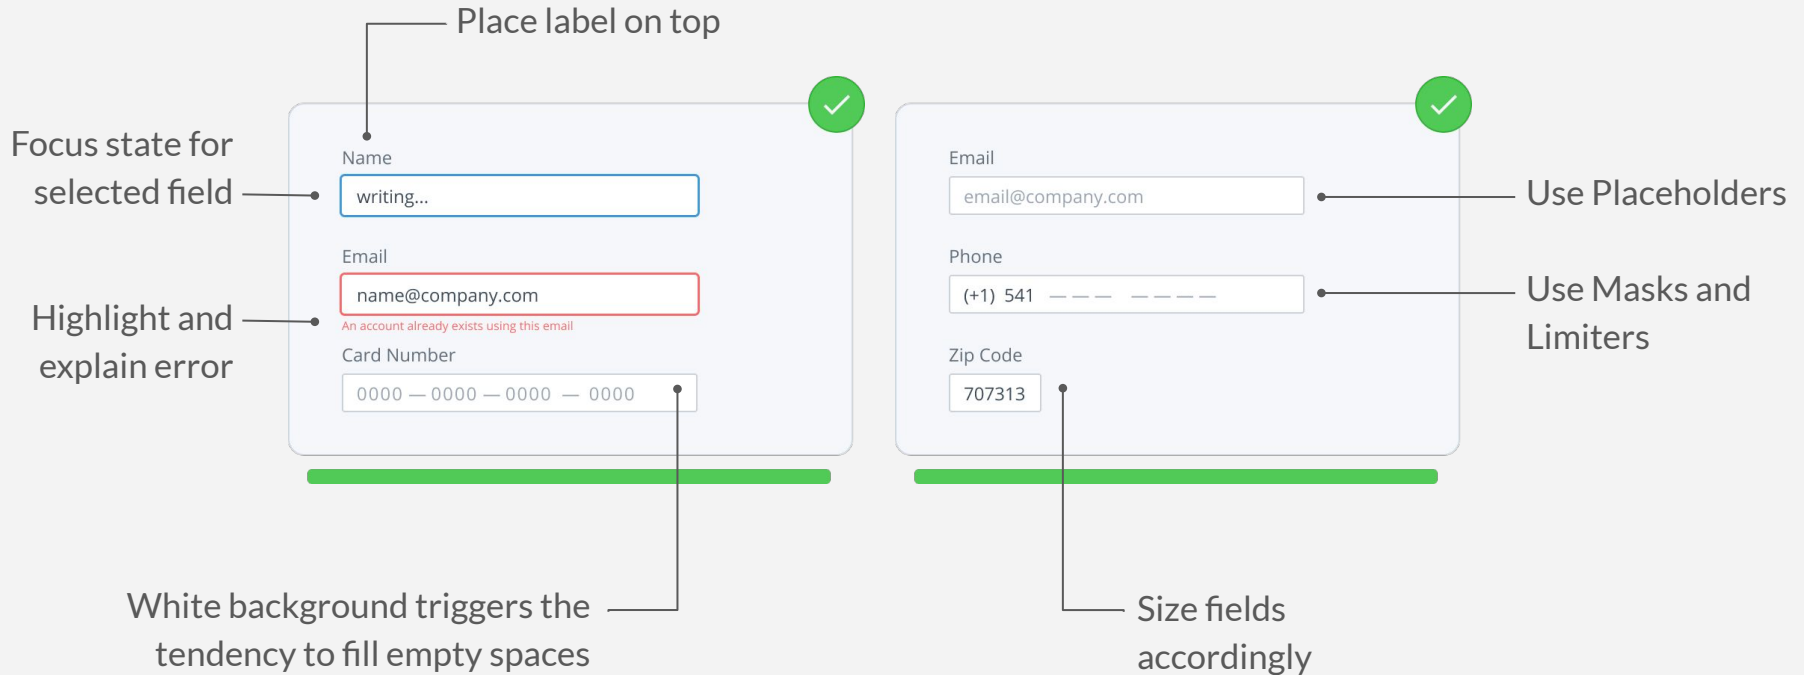 Place label on top
Focus state for
selected field
Name
writing...
Email
name@company.com
An account already exists using this email
Highlight and
explain error
Card Number
0000 — 0000 — 0000 — 0000
White background triggers the
tendency to fill empty spaces
Email
email@company.com
Use Placeholders
Phone
(+1) 541 ——— ————
Use Masks and
Limiters
Zip Code
707313
Size fields
accordingly